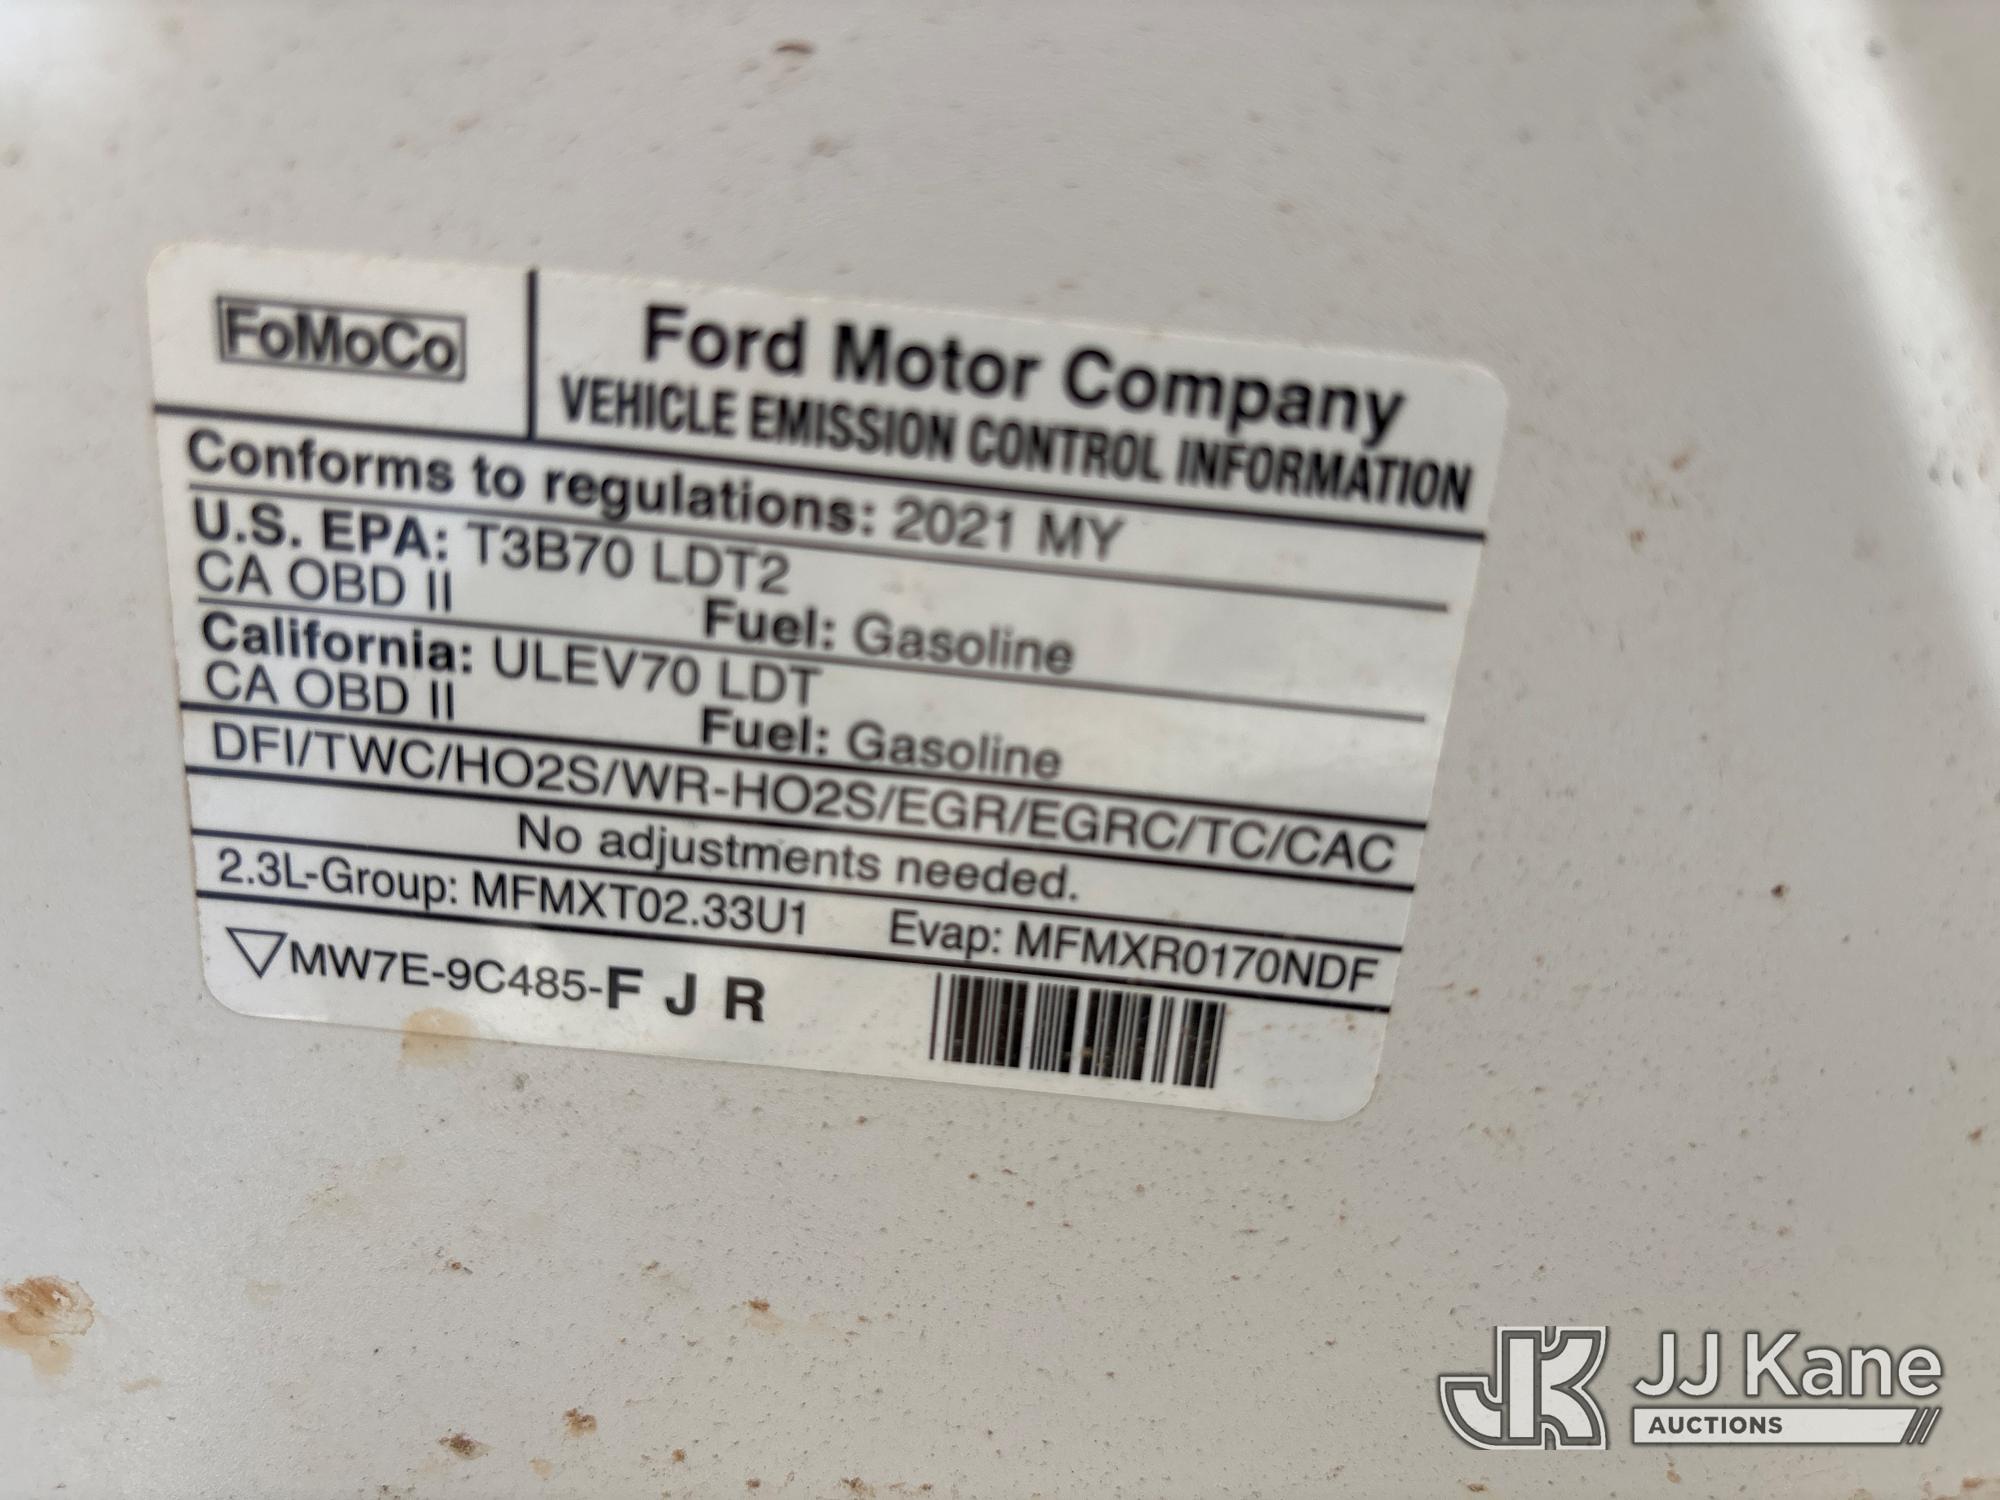 FoMoCo
Ford Motor Company
VEHICLE EMISSION CONTROL INFORMATION
Conforms to regulations: 2021 MY
U.S. EPA: T3B70 LDT2
CA OBD II Fuel: Gasoline
California: ULEV70 LDT
CA OBD II Fuel: Gasoline
DFI/TWC/HO2S/WR-HO2S/EGR/EGRC/TC/CAC
No adjustments needed.
2.3L-Group: MFMXT02.33U1 Evap: MFMXR0170NDF
MW7E-9C485-F J R
JK JJ Kane
AUCTIONS